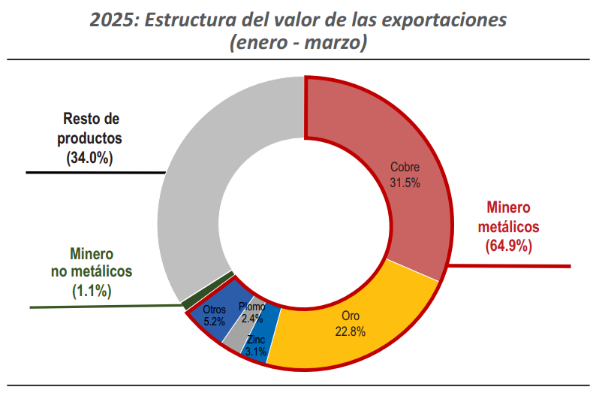 2025: Estructura del valor de las exportaciones
(enero - marzo)
Resto de
productos
(34.0%)
Cobre
31.5%
Minero
metálicos
(64.9%)
Minero
no metálicos
(1.1%)
Otros
5.2%
Plomo
2.4%
Zinc
3.1%
Oro
22.8%